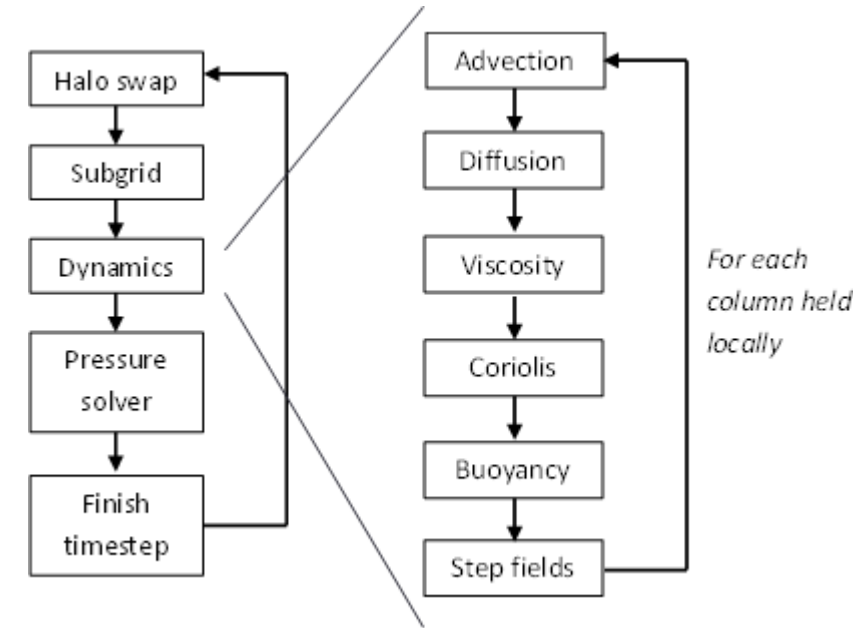 Halo swap
Subgrid
Dynamics
Pressure
solver
Finish
timestep
Advection
Diffusion
Viscosity
Coriolis
Buoyancy
Step fields
For each
column held
locally